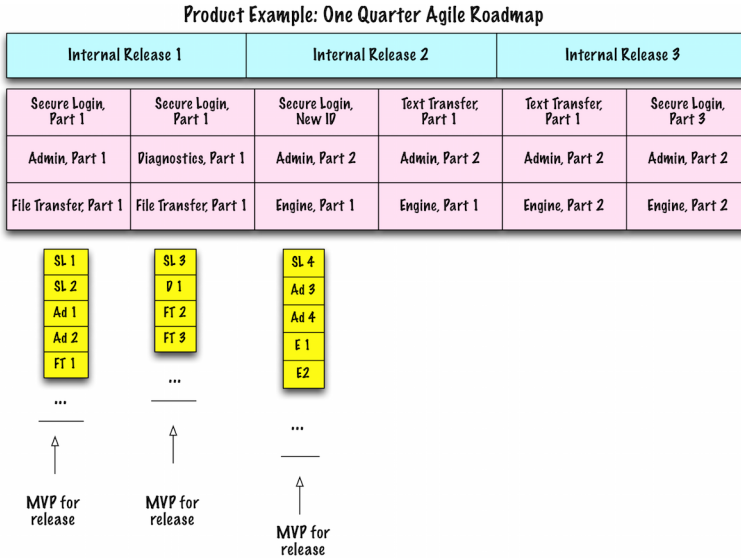 Product Example: One Quarter Agile Roadmap
Internal Release 1
Internal Release 2
Internal Release 3
Secure Login,
Part 1
Secure Login,
Part 1
Secure Login,
New ID
Text Transfer,
Part 1
Text Transfer,
Part 1
Secure Login,
Part 3
Admin, Part 1
Diagnostics, Part 1
Admin, Part 2
Admin, Part 2
Admin, Part 2
Admin, Part 2
File Transfer, Part 1
File Transfer, Part 1
Engine, Part 1
Engine, Part 1
Engine, Part 2
Engine, Part 2
SL 1
SL 2
Ad 1
Ad 2
FT 1
...
MVP for
release
SL 3
D 1
FT 2
FT 3
...
MVP for
release
SL 4
Ad 3
Ad 4
E 1
E2
...
MVP for
release